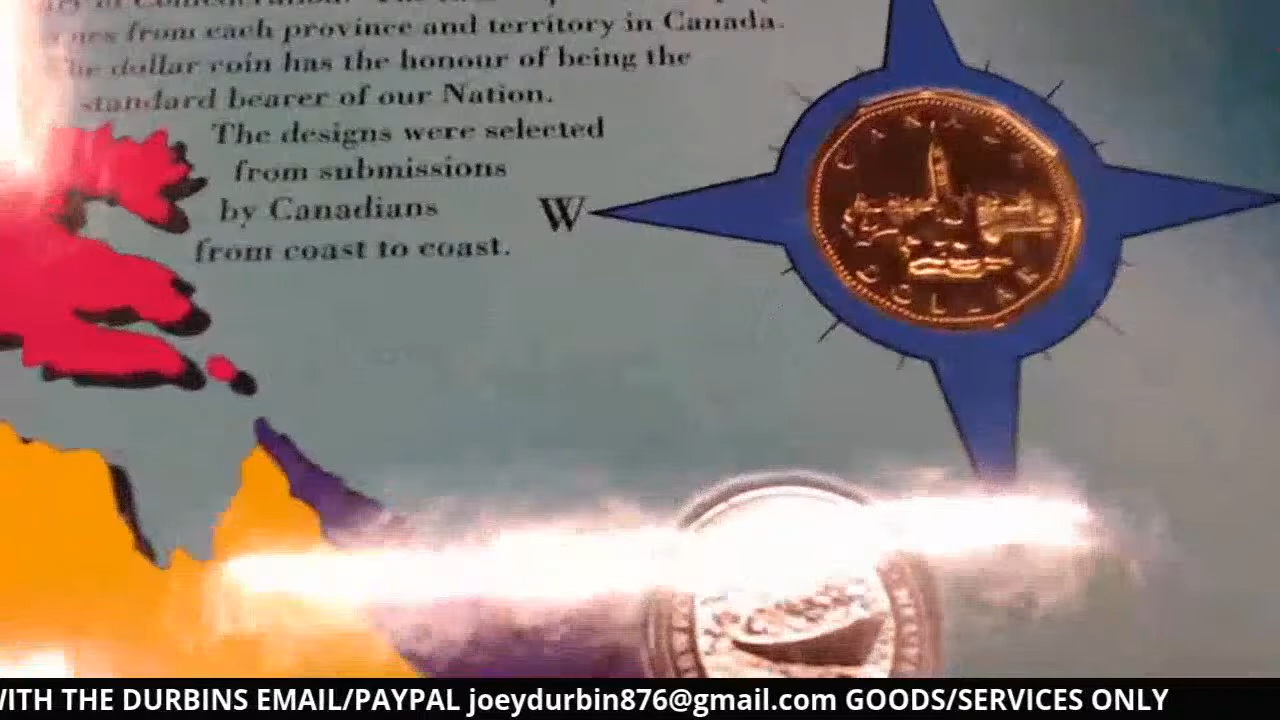 from each province and territory in Canada.
The dollar coin has the honour of being the
standard bearer of our Nation.
The designs were selected
from submissions
by Canadians
from coast to coast.
W
DOLLAR
WITH THE DURBINS EMAIL/PAYPAL joeydurbin876@gmail.com GOODS/SERVICES ONLY